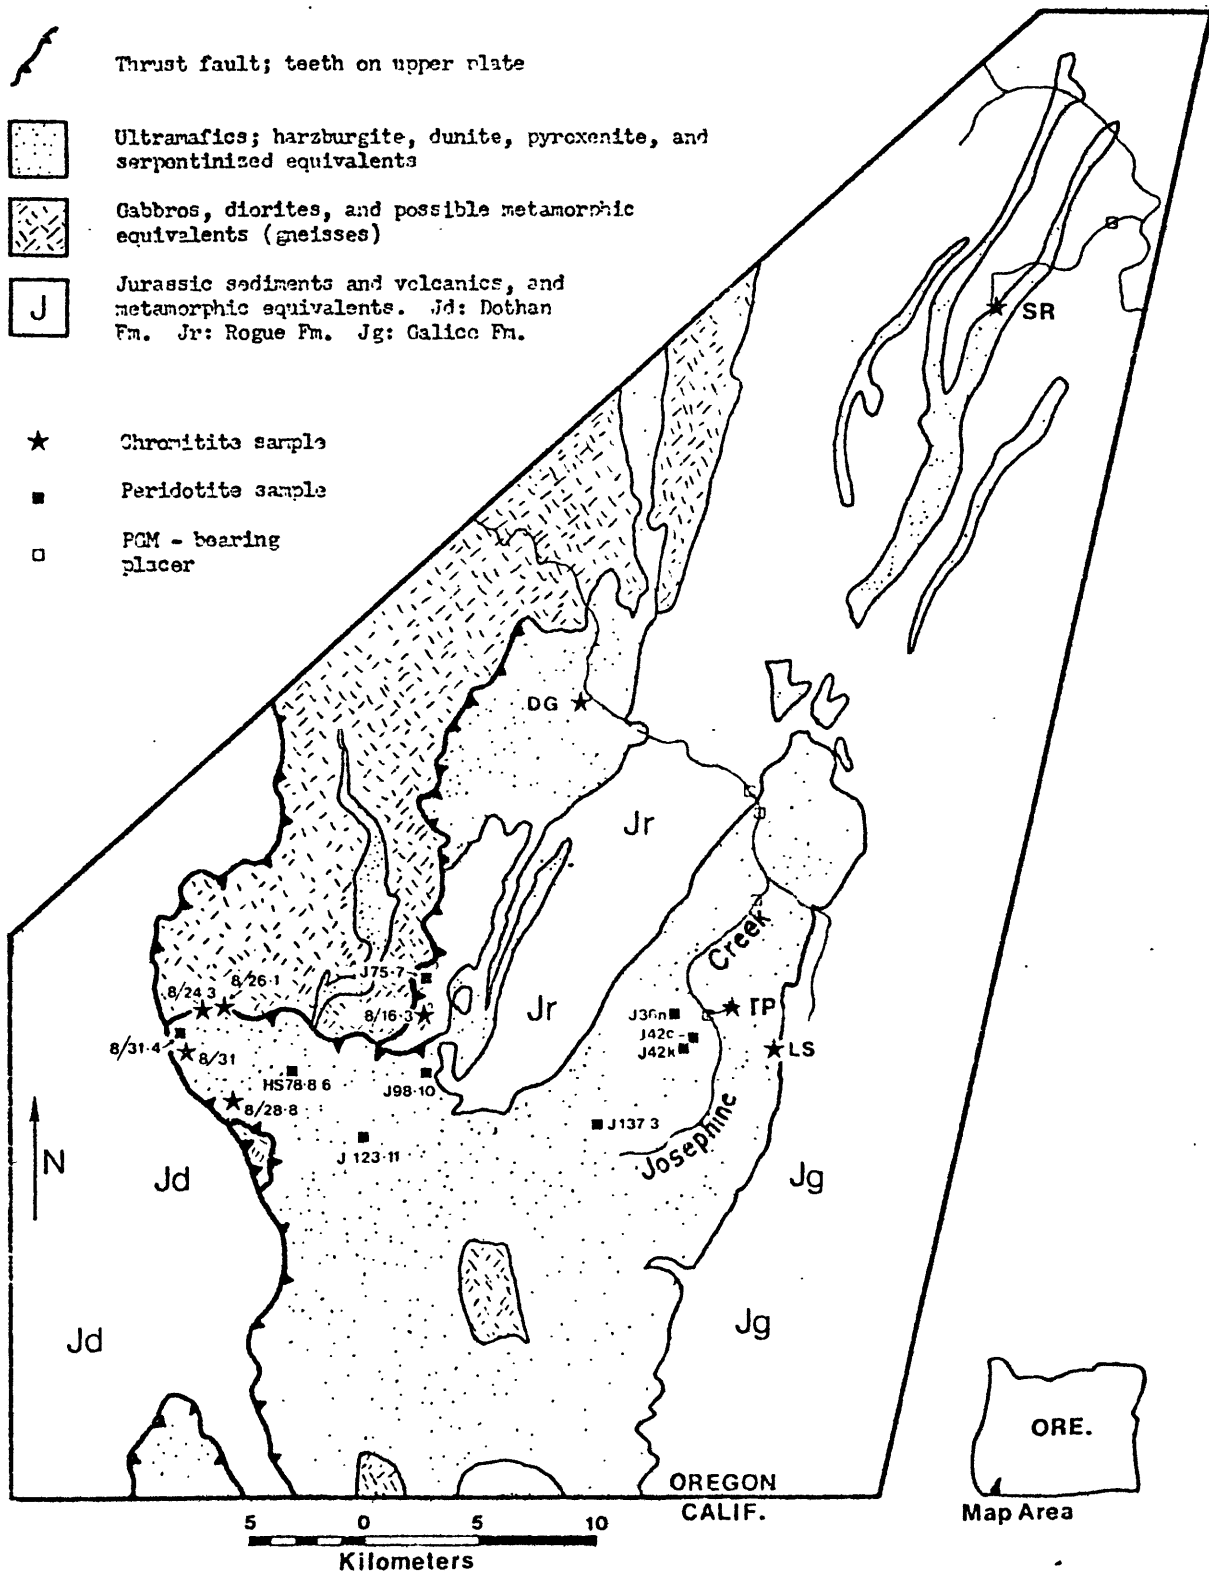 Thrust fault; teeth on upper plate
Ultramafics; harzburgite, dunite, pyroxenite, and
serpentinized equivalents
Gabbros, diorites, and possible metamorphic
equivalents (gneisses)
J
Jurassic sediments and volcanics, and
metamorphic equivalents. Jd: Dothan
Fm. Jr: Rogue Fm. Jg: Galice Fm.
Chromitite sample
Peridotite sample
PGM - bearing
placer
SR
DG
Jr
Creek
J75·7
8/26·1
8/24·3
8/16·3
Jr
J36n
TP
J42c
J42k
LS
8/31·4
8/31
HS78·8 6
J98·10
8/28·8
J137 3
J 123·11
Josephine
N
Jd
Jg
Jd
Jg
OREGON
CALIF.
ORE.
Map Area
5 0 5 10
Kilometers